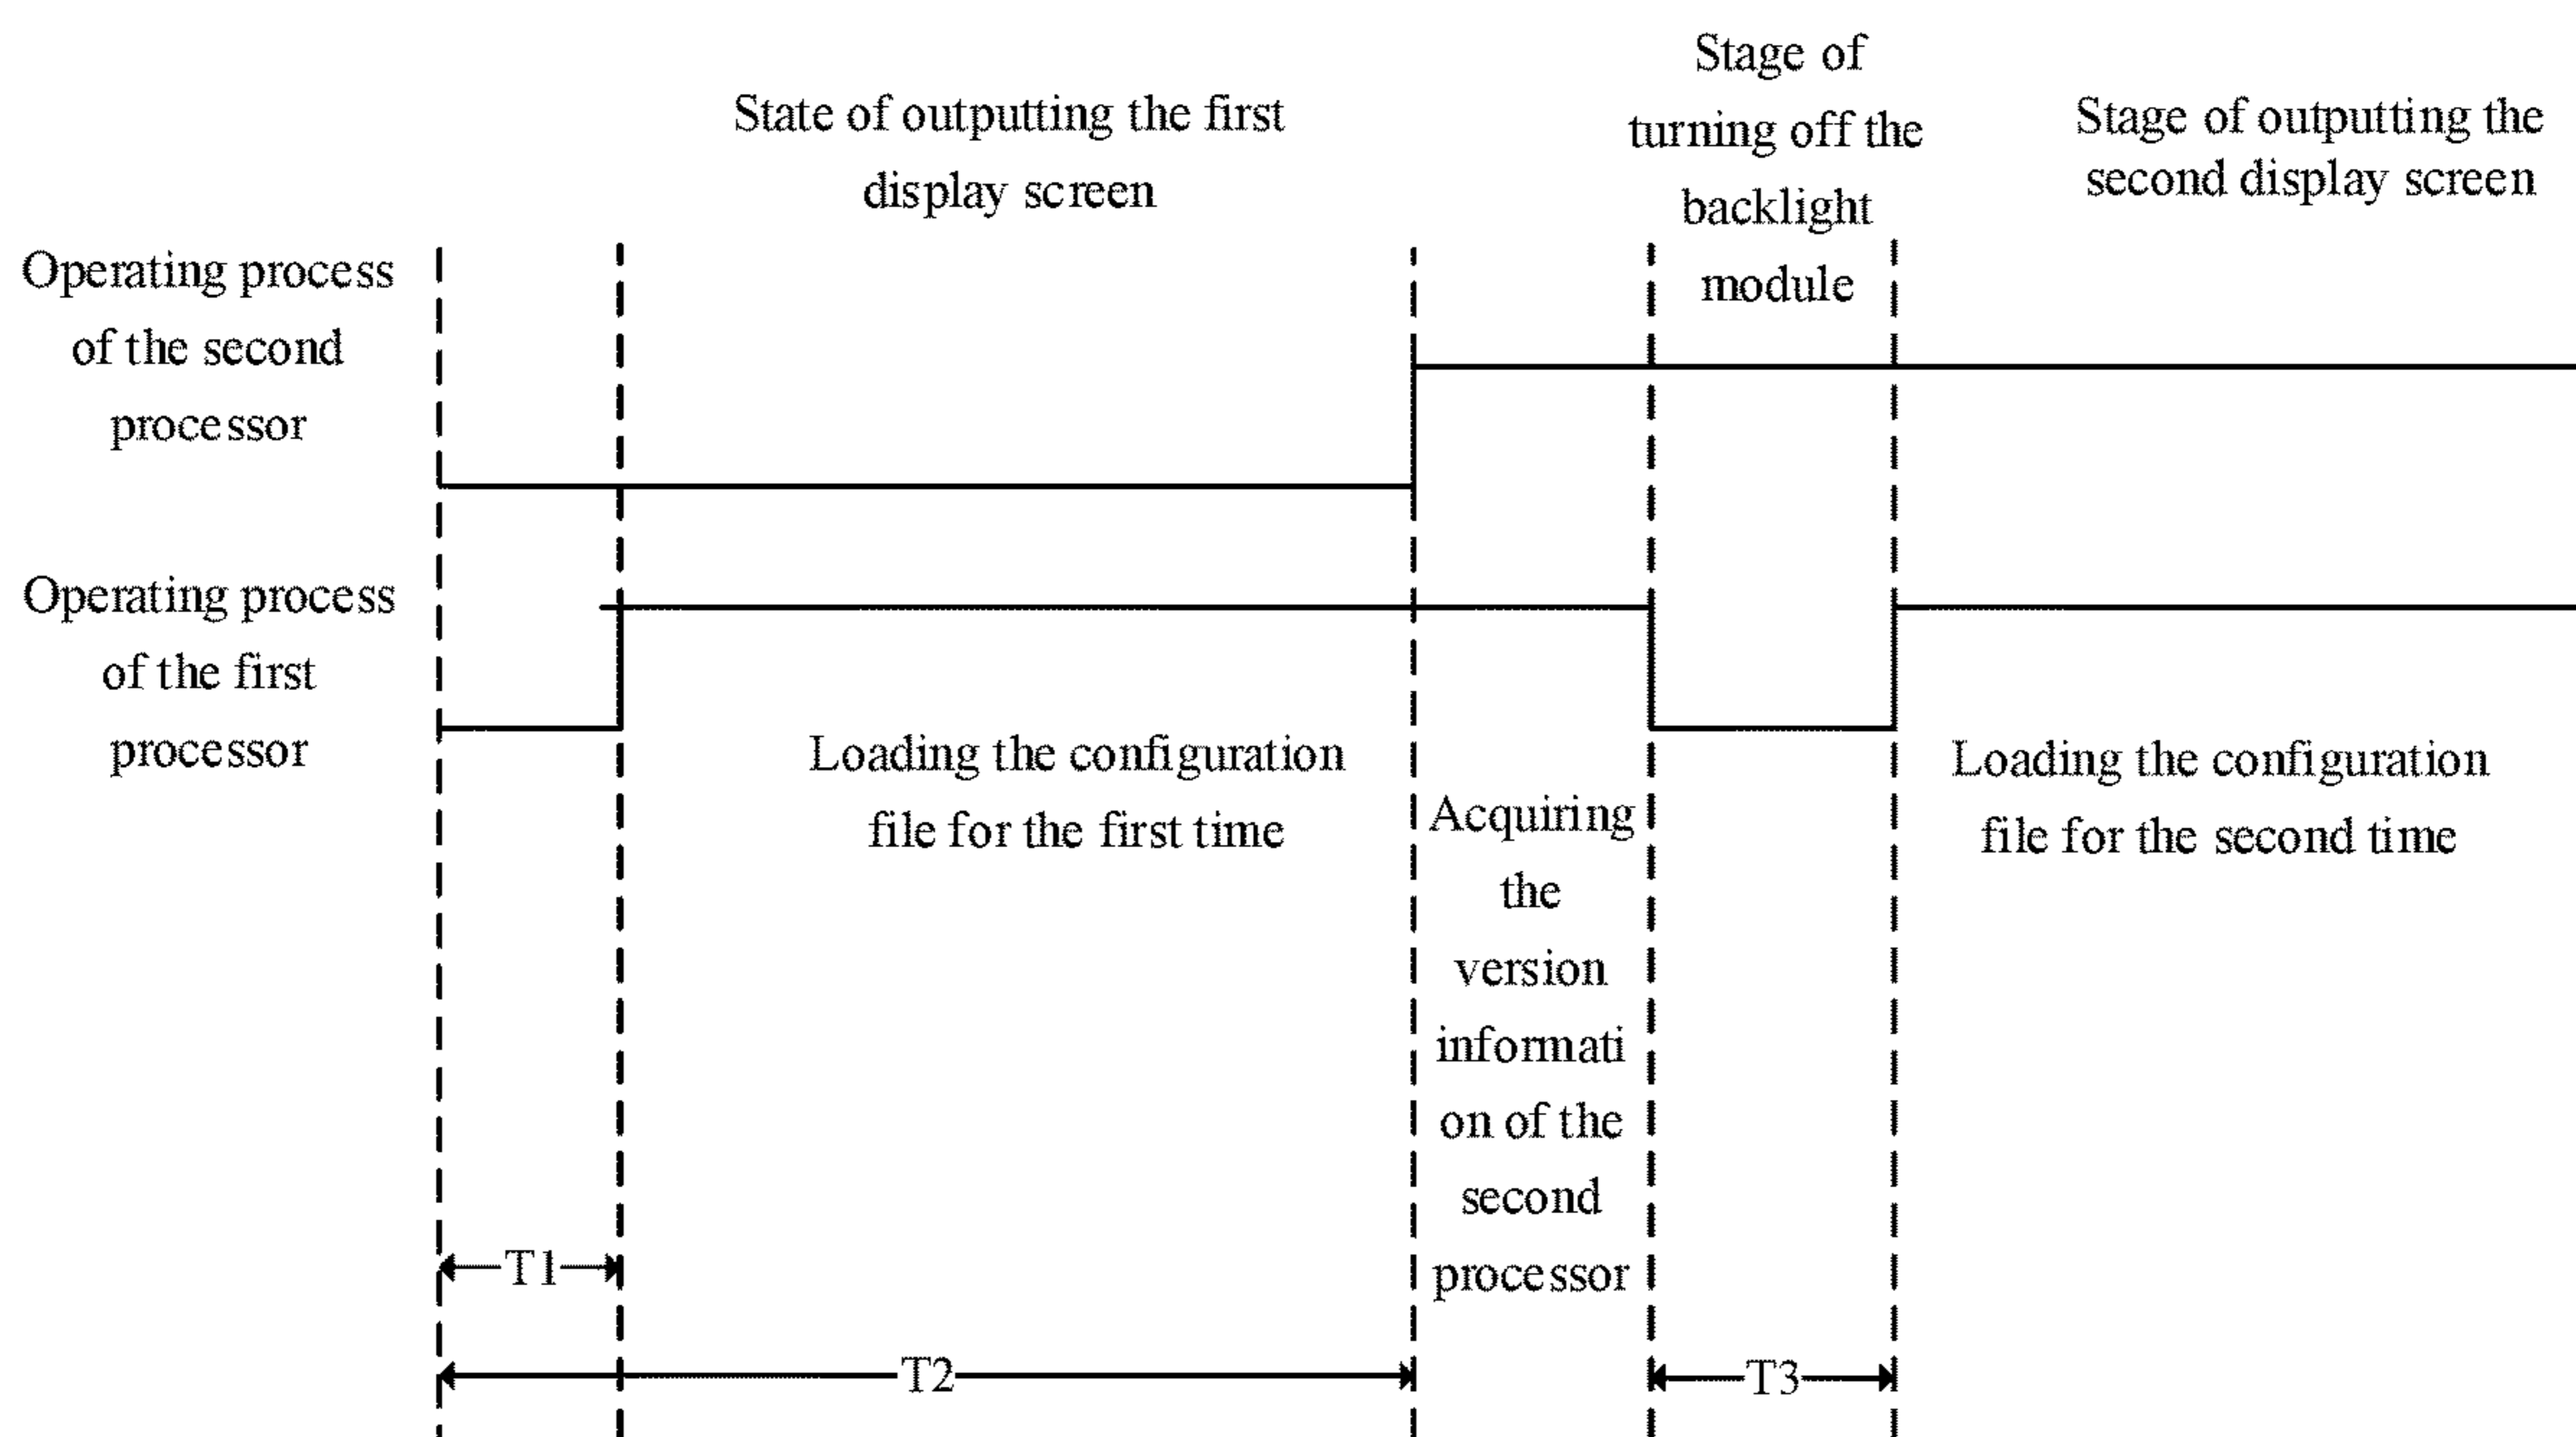 State of outputting the first
display screen
Stage of
turning off the
backlight
module
Stage of outputting the
second display screen
Operating process
of the second
processor
Operating process
of the first
processor
Loading the configuration
file for the first time
Acquiring
the
version
informati
on of the
second
processor
Loading the configuration
file for the second time
T1
T2
T3